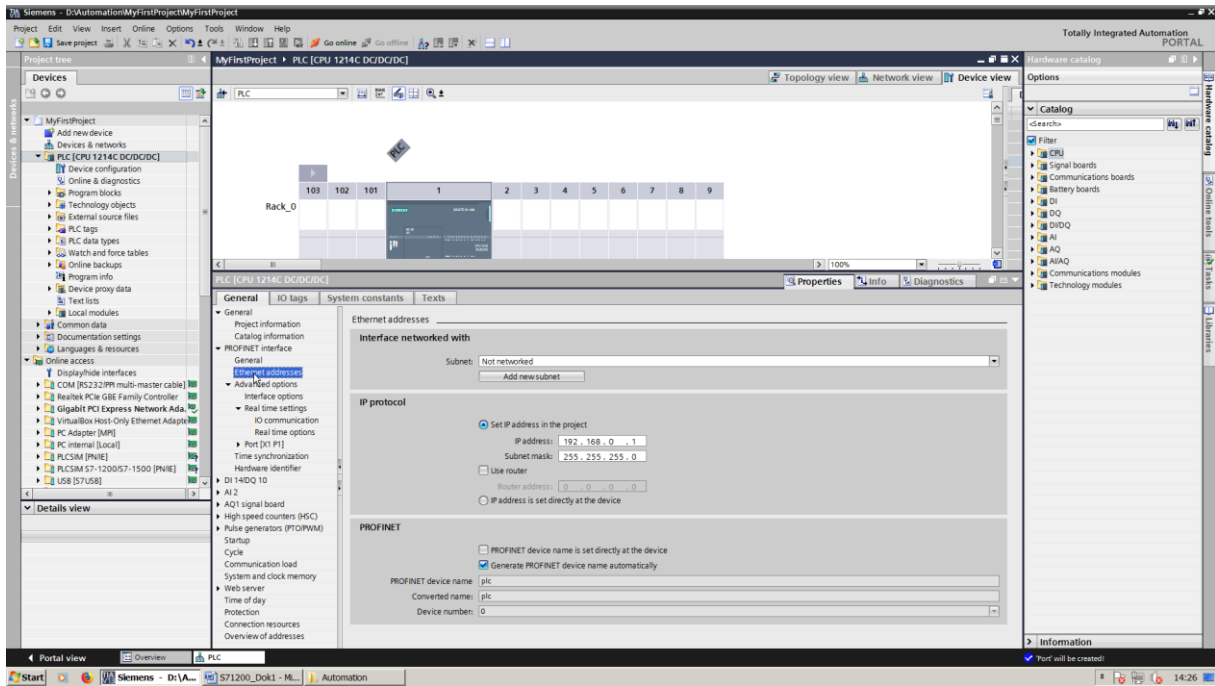 Siemens - D:\Automation\MyFirstProject\MyFirstProject
Project Edit View Insert Online Options Tools Window Help
Save project
Go online
Go offline
Totally Integrated Automation
PORTAL
Project tree
Devices
Devices & networks
MyFirstProject
Add new device
Devices & networks
PLC [CPU 1214C DC/DC/DC]
Device configuration
Online & diagnostics
Program blocks
Technology objects
External source files
PLC tags
PLC data types
Watch and force tables
Online backups
Program info
Device proxy data
Text lists
Local modules
Common data
Documentation settings
Languages & resources
Online access
Display/hide interfaces
COM [RS232/PPI multi-master cable]
Realtek PCIe GBE Family Controller
Gigabit PCI Express Network Ada.
VirtualBox Host-Only Ethernet Adapte
PC Adapter [MPI]
PC internal [Local]
PLCSIM [PN/IE]
PLCSIM S7-1200/S7-1500 [PN/IE]
USB [S7USB]
Details view
MyFirstProject PLC [CPU 1214C DC/DC/DC]
Topology view Network view Device view
PLC
PLC
103 102 101 1 2 3 4 5 6 7 8 9
Rack_0
100%
PLC [CPU 1214C DC/DC/DC]
Properties Info Diagnostics
General IO tags System constants Texts
General
Project information
Catalog information
PROFINET interface
General
Ethernet addresses
Advanced options
Interface options
Real time settings
IO communication
Real time options
Port [X1 P1]
Time synchronization
Hardware identifier
DI 14/DQ 10
AI 2
AQ1 signal board
High speed counters (HSC)
Pulse generators (PTO/PWM)
Startup
Cycle
Communication load
System and clock memory
Web server
Time of day
Protection
Connection resources
Overview of addresses
Ethernet addresses
Interface networked with
Subnet: Not networked
Add new subnet
IP protocol
Set IP address in the project
IP address: 192 . 168 . 0 . 1
Subnet mask: 255 . 255 . 255 . 0
Use router
Router address: 0 . 0 . 0 . 0
IP address is set directly at the device
PROFINET
PROFINET device name is set directly at the device
Generate PROFINET device name automatically
PROFINET device name plc
Converted name: plc
Device number: 0
Hardware catalog
Options
Catalog
<Search>
Filter
CPU
Signal boards
Communications boards
Battery boards
DI
DQ
DI/DQ
AI
AQ
AI/AQ
Communications modules
Technology modules
Information
Hardware catalog
Online tools
Tasks
Libraries
Portal view Overview PLC
'Port' will be created!
Start Siemens - D:\A... S71200_Dok1 - Mi... Automation 14:26